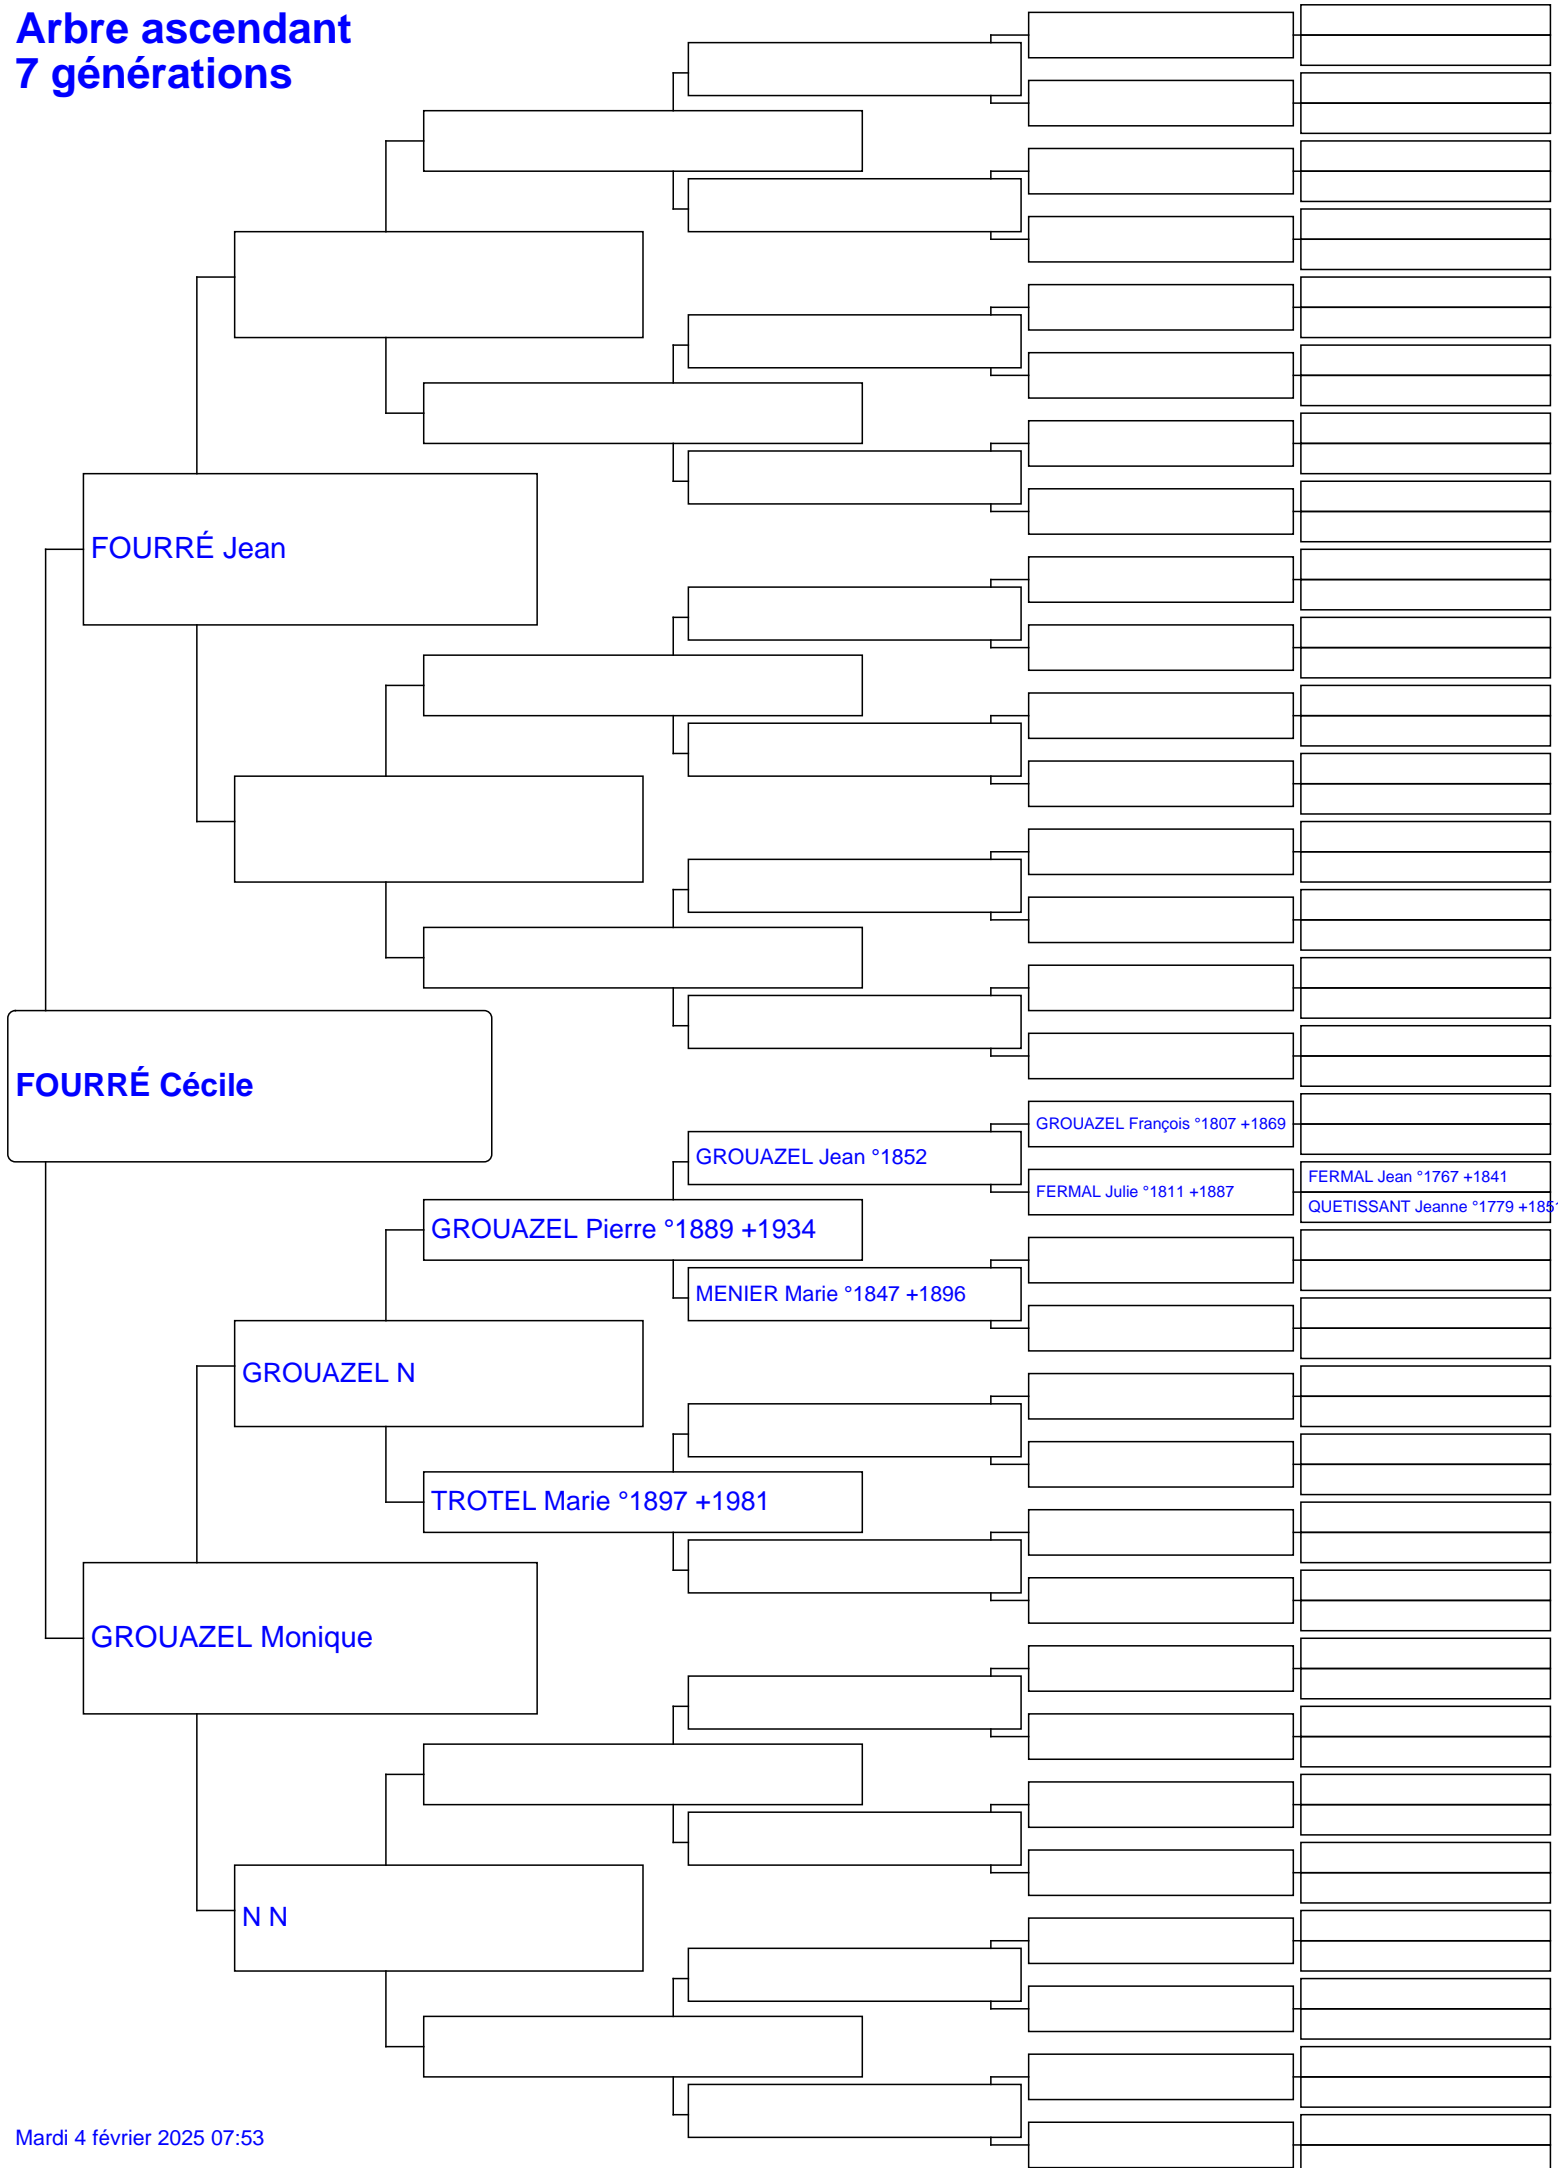 Arbre ascendant
7 générations
FOURRÉ Jean
FOURRÉ Cécile
GROUAZEL François °1807 +1869
GROUAZEL Jean °1852
FERMAL Jean °1767 +1841
FERMAL Julie °1811 +1887
QUETISSANT Jeanne °1779 +1851
GROUAZEL Pierre °1889 +1934
MENIER Marie °1847 +1896
GROUAZEL N
TROTEL Marie °1897 +1981
GROUAZEL Monique
N N
Mardi 4 février 2025 07:53